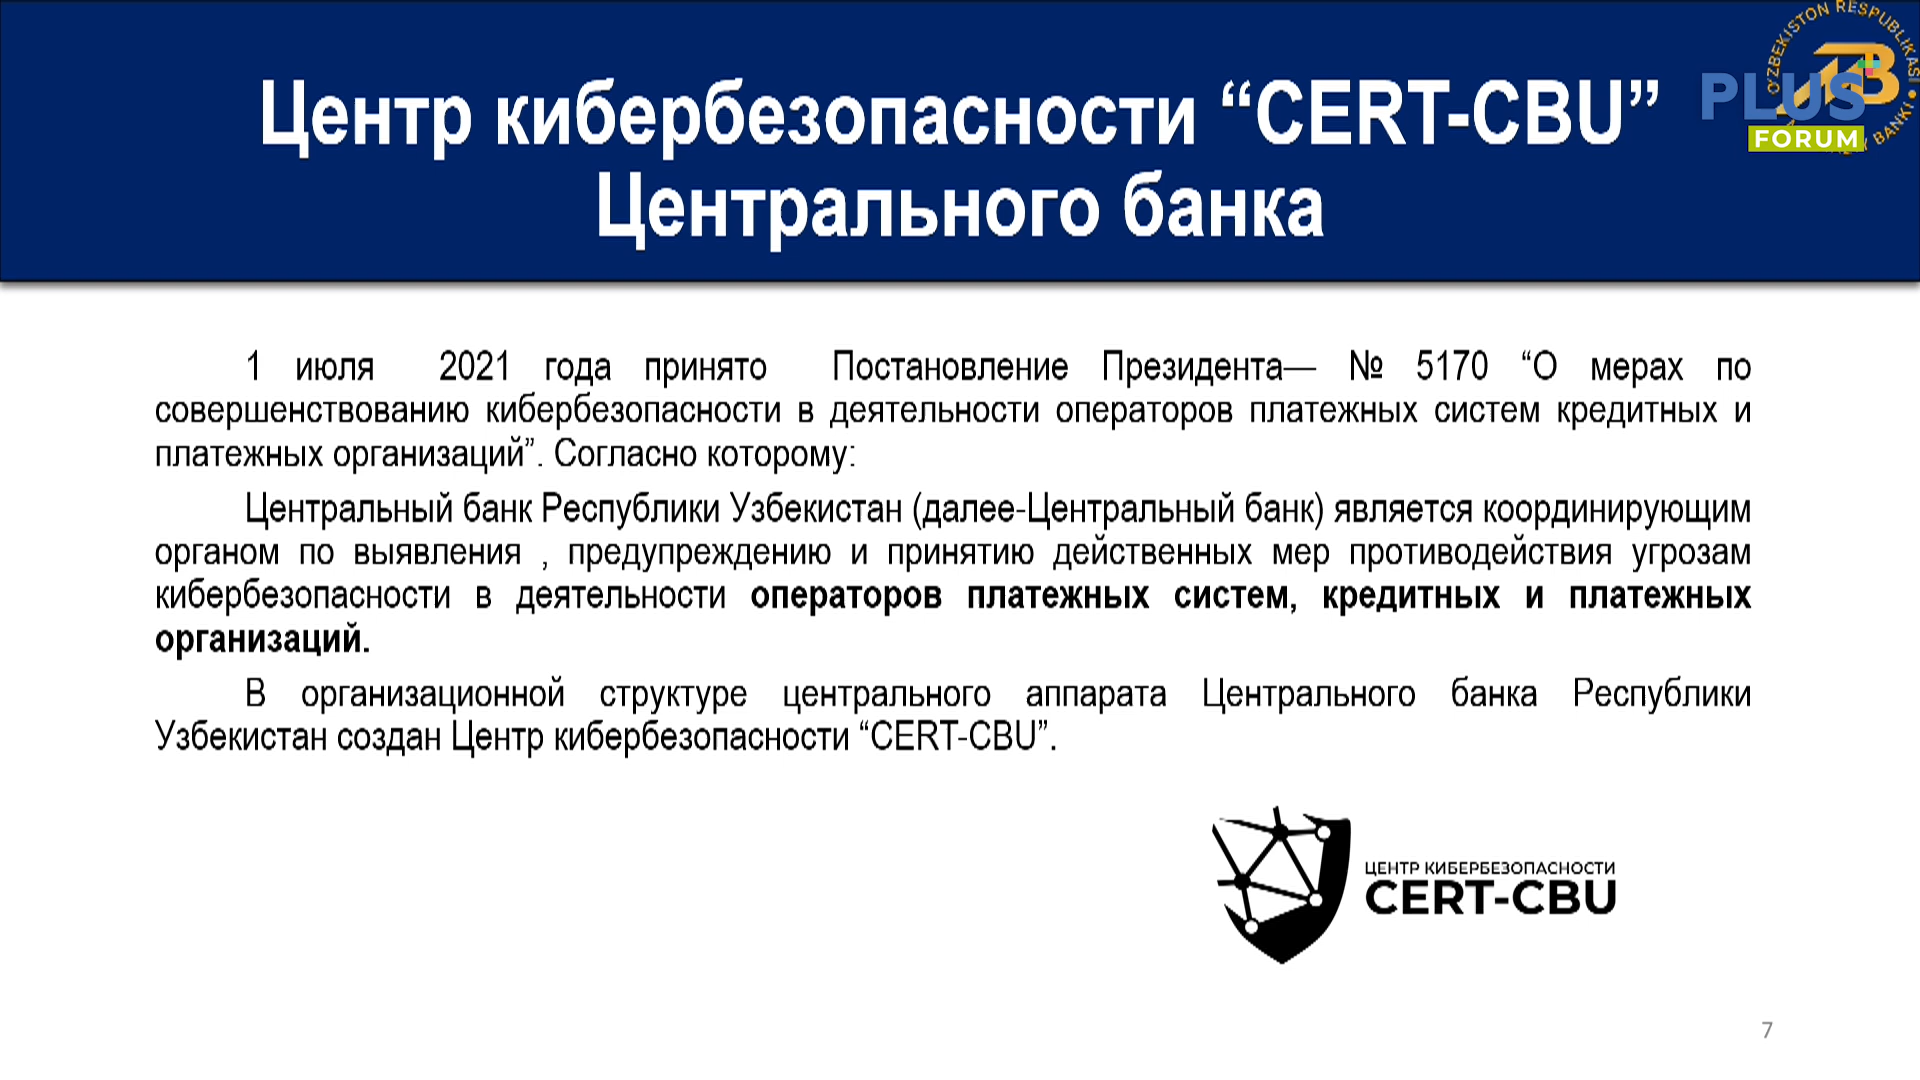 Центр кибербезопасности “CERT-CBU”
Центрального банка
O‘ZBEKISTON RESPUBLIKASI
BANKI
PLUS
FORUM
1 июля 2021 года принято Постановление Президента— № 5170 “О мерах по
совершенствованию кибербезопасности в деятельности операторов платежных систем кредитных и
платежных организаций”. Согласно которому:
Центральный банк Республики Узбекистан (далее-Центральный банк) является координирующим
органом по выявления , предупреждению и принятию действенных мер противодействия угрозам
кибербезопасности в деятельности операторов платежных систем, кредитных и платежных
организаций.
В организационной структуре центрального аппарата Центрального банка Республики
Узбекистан создан Центр кибербезопасности “CERT-CBU”.
ЦЕНТР КИБЕРБЕЗОПАСНОСТИ
CERT-CBU
7